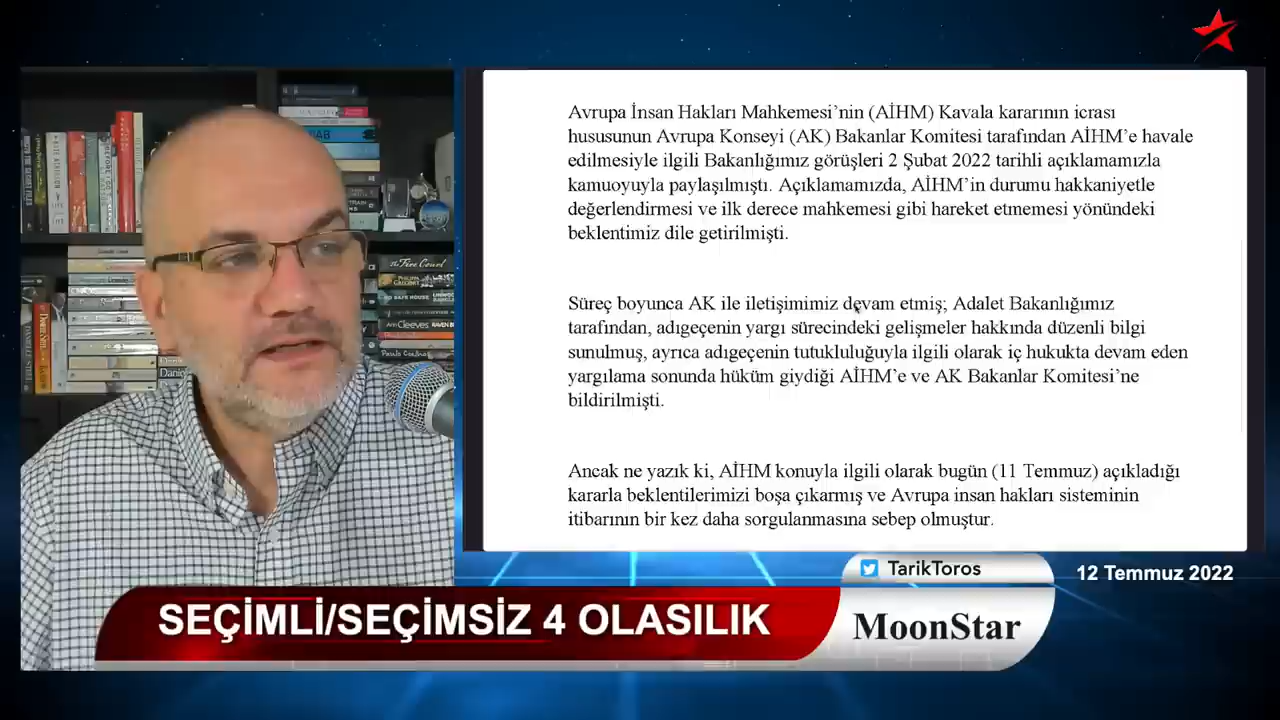 Avrupa İnsan Hakları Mahkemesi’nin (AİHM) Kavala kararının icrası
hususunun Avrupa Konseyi (AK) Bakanlar Komitesi tarafından AİHM’e havale
edilmesiyle ilgili Bakanlığımız görüşleri 2 Şubat 2022 tarihli açıklamamızla
kamuoyuyla paylaşılmıştı. Açıklamamızda, AİHM’in durumu hakkaniyetle
değerlendirmesi ve ilk derece mahkemesi gibi hareket etmemesi yönündeki
beklentimiz dile getirilmişti.
Süreç boyunca AK ile iletişimimiz devam etmiş; Adalet Bakanlığımız
tarafından, adıgeçenin yargı sürecindeki gelişmeler hakkında düzenli bilgi
sunulmuş, ayrıca adıgeçenin tutukluluğuyla ilgili olarak iç hukukta devam eden
yargılama sonunda hüküm giydiği AİHM’e ve AK Bakanlar Komitesi’ne
bildirilmişti.
Ancak ne yazık ki, AİHM konuyla ilgili olarak bugün (11 Temmuz) açıkladığı
kararla beklentilerimizi boşa çıkarmış ve Avrupa insan hakları sisteminin
itibarının bir kez daha sorgulanmasına sebep olmuştur.
TarikToros
12 Temmuz 2022
SEÇİMLİ/SEÇİMSİZ 4 OLASILIK
MoonStar